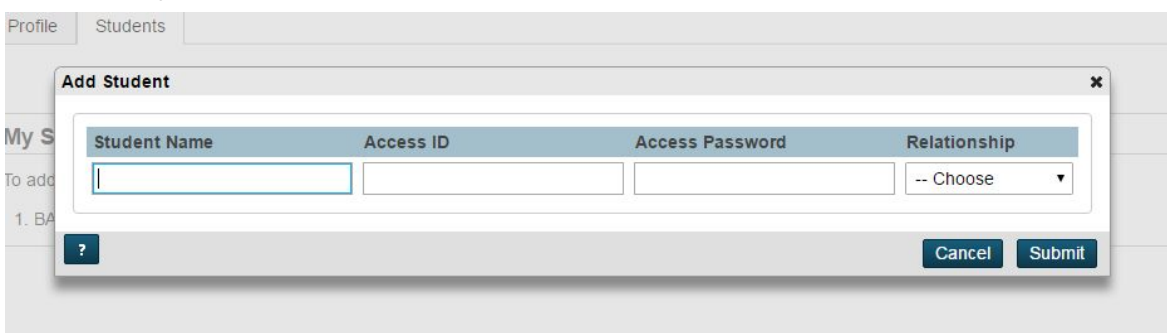 Profile Students
Add Student ✖
My S
Student Name Access ID Access Password Relationship
To add
-- Choose ▼
1. BA
? Cancel Submit